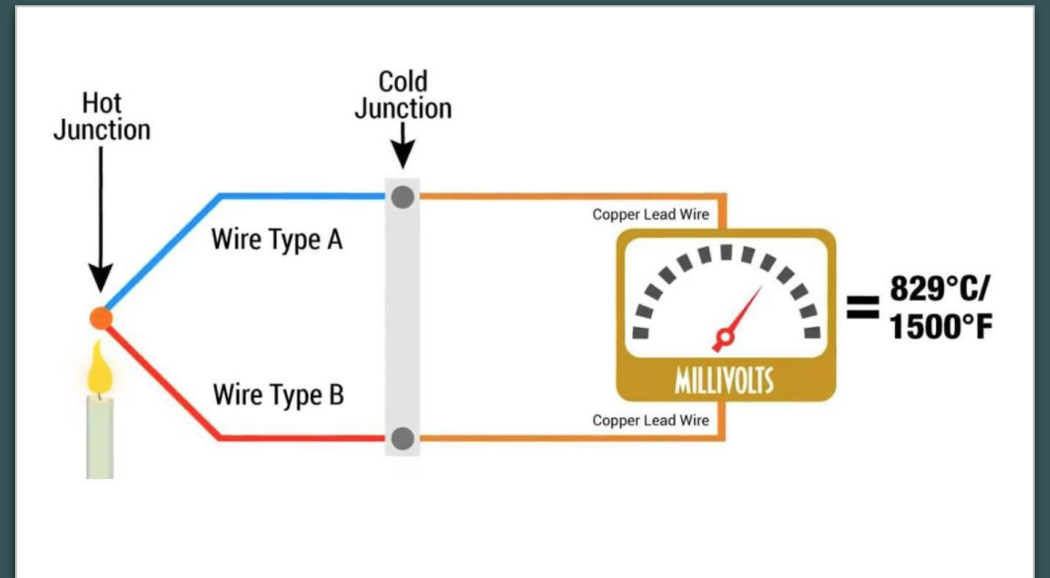 Hot
Junction
Cold
Junction
Wire Type A
Copper Lead Wire
= 829°C/
1500°F
MILLIVOLTS
Wire Type B
Copper Lead Wire